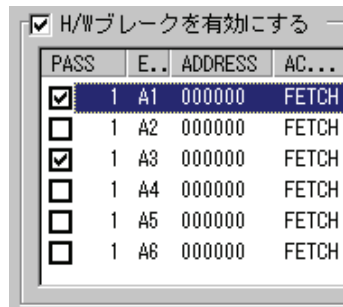 H/Wブレークを有効にする
PASS E.. ADDRESS AC...
1 A1 000000 FETCH
1 A2 000000 FETCH
1 A3 000000 FETCH
1 A4 000000 FETCH
1 A5 000000 FETCH
1 A6 000000 FETCH